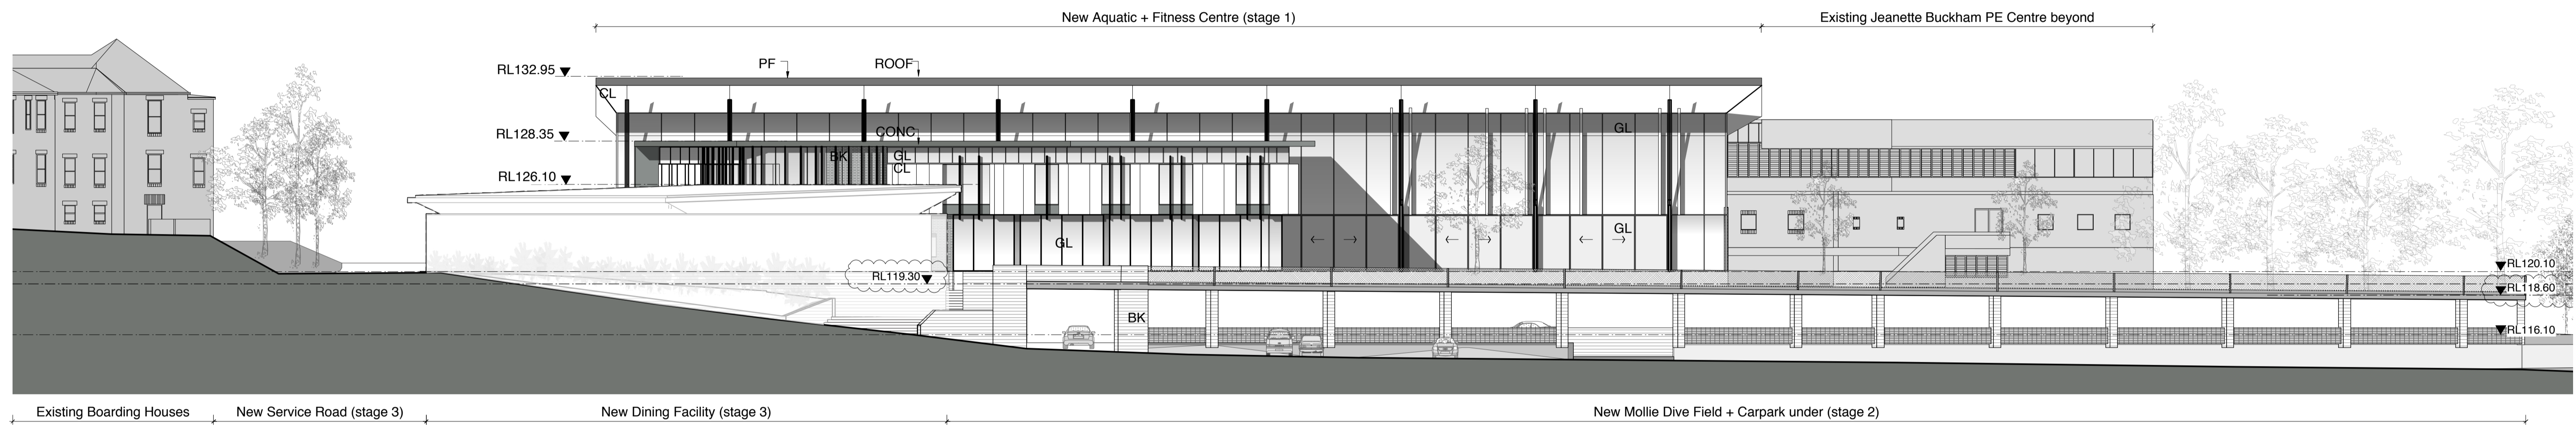 New Aquatic + Fitness Centre (stage 1)
Existing Jeanette Buckham PE Centre beyond
RL132.95
PF
ROOF
CL
RL128.35
CONC
GL
BK
GL
CL
RL126.10
GL
GL
RL119.30
RL120.10
RL118.60
BK
RL116.10
Existing Boarding Houses
New Service Road (stage 3)
New Dining Facility (stage 3)
New Mollie Dive Field + Carpark under (stage 2)